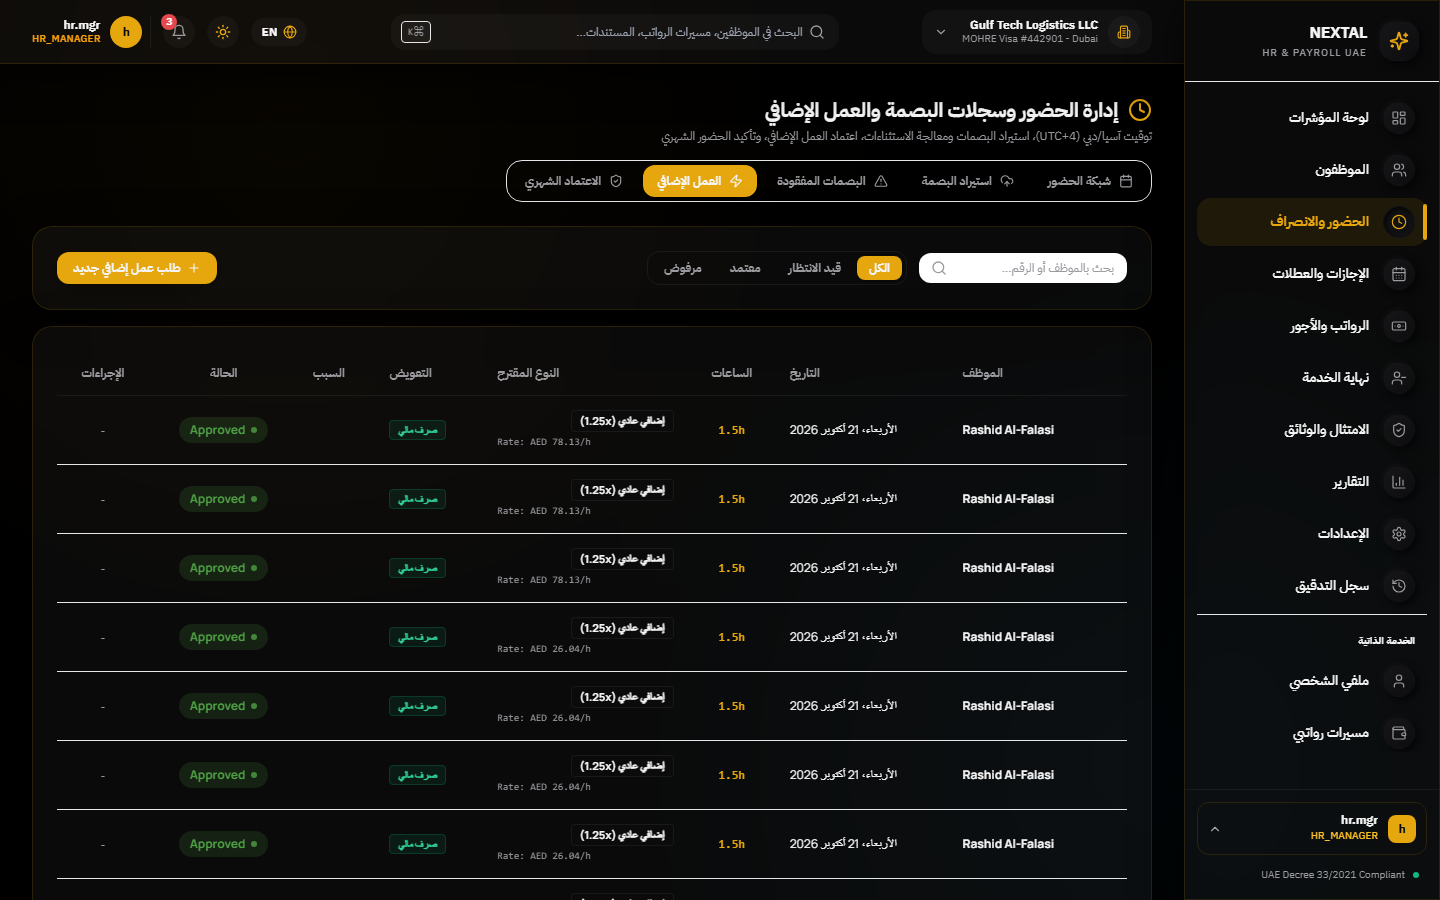 NEXTAL
HR & PAYROLL UAE
لوحة المؤشرات
الموظفون
الحضور والانصراف
الإجازات والعطلات
الرواتب والأجور
نهاية الخدمة
الامتثال والوثائق
التقارير
الإعدادات
سجل التدقيق
الخدمة الذاتية
ملفي الشخصي
مسيرات رواتبي
h
hr.mgr
HR_MANAGER
UAE Decree 33/2021 Compliant
Gulf Tech Logistics LLC
MOHRE Visa #442901 - Dubai
البحث في الموظفين، مسيرات الرواتب، المستندات...
⌘K
EN
3
h
hr.mgr
HR_MANAGER
إدارة الحضور وسجلات البصمة والعمل الإضافي
توقيت آسيا/دبي (UTC+4)، استيراد البصمات ومعالجة الاستثناءات، اعتماد العمل الإضافي، وتأكيد الحضور الشهري
شبكة الحضور
استيراد البصمة
البصمات المفقودة
العمل الإضافي
الاعتماد الشهري
بحث بالموظف أو الرقم...
الكل
قيد الانتظار
معتمد
مرفوض
طلب عمل إضافي جديد
الموظف التاريخ الساعات النوع المقترح التعويض السبب الحالة الإجراءات
Rashid Al-Falasi الأربعاء، 21 أكتوبر 2026 1.5h إضافي عادي (1.25x) صرف مالي Approved -
Rate: AED 78.13/h
Rashid Al-Falasi الأربعاء، 21 أكتوبر 2026 1.5h إضافي عادي (1.25x) صرف مالي Approved -
Rate: AED 78.13/h
Rashid Al-Falasi الأربعاء، 21 أكتوبر 2026 1.5h إضافي عادي (1.25x) صرف مالي Approved -
Rate: AED 78.13/h
Rashid Al-Falasi الأربعاء، 21 أكتوبر 2026 1.5h إضافي عادي (1.25x) صرف مالي Approved -
Rate: AED 26.04/h
Rashid Al-Falasi الأربعاء، 21 أكتوبر 2026 1.5h إضافي عادي (1.25x) صرف مالي Approved -
Rate: AED 26.04/h
Rashid Al-Falasi الأربعاء، 21 أكتوبر 2026 1.5h إضافي عادي (1.25x) صرف مالي Approved -
Rate: AED 26.04/h
Rashid Al-Falasi الأربعاء، 21 أكتوبر 2026 1.5h إضافي عادي (1.25x) صرف مالي Approved -
Rate: AED 26.04/h